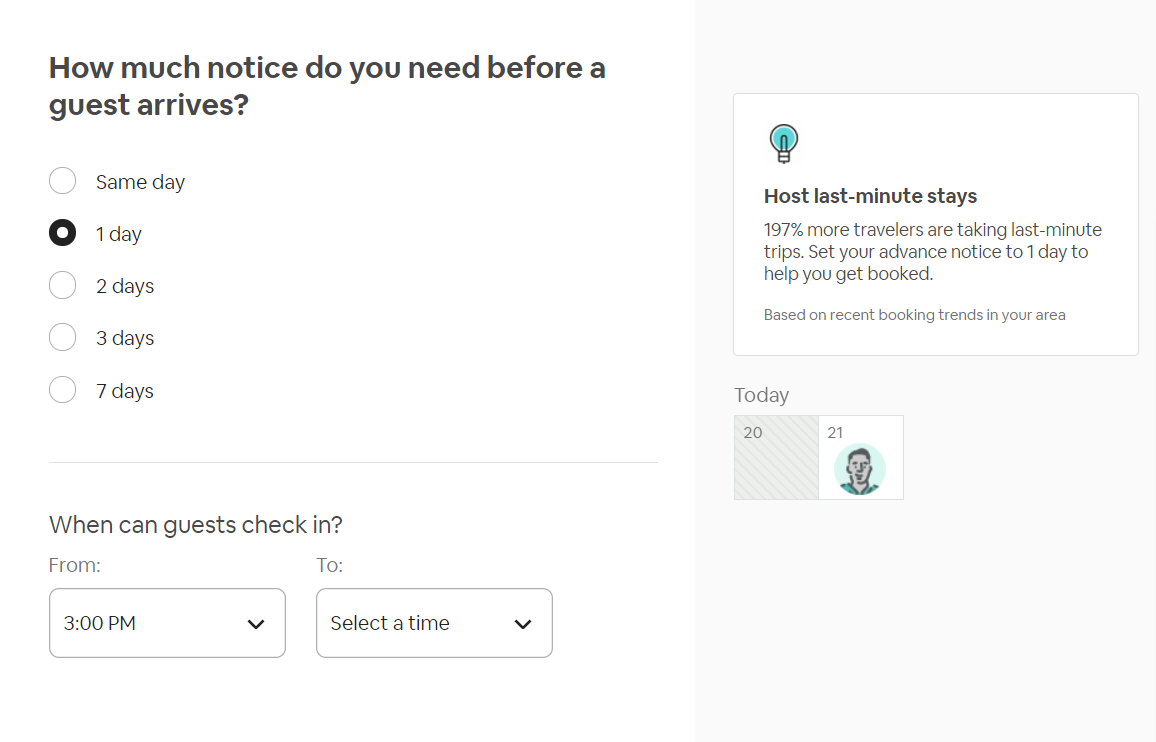 How much notice do you need before a
guest arrives?
Same day
1 day
2 days
3 days
7 days
When can guests check in?
From:
To:
3:00 PM
Select a time
Host last-minute stays
197% more travelers are taking last-minute
trips. Set your advance notice to 1 day to
help you get booked.
Based on recent booking trends in your area
Today
20
21